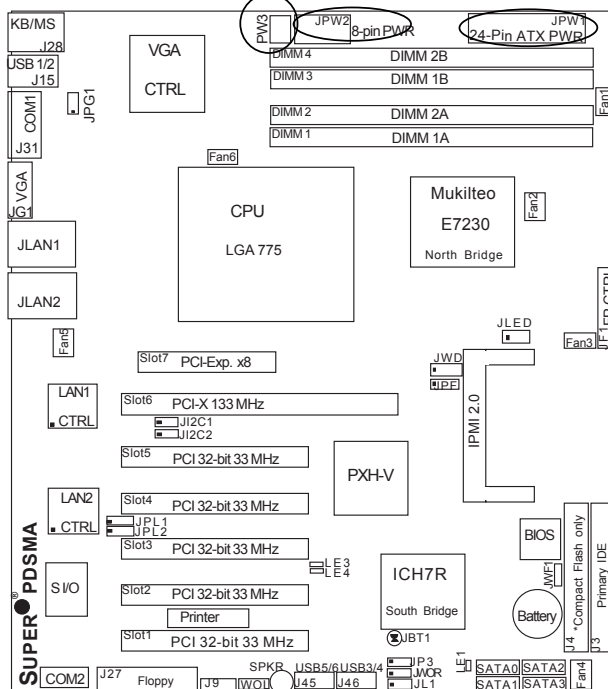 KB/MS
J28
USB 1/2
J15
COM1
J31
JPG1
VGA
JG1
JLAN1
JLAN2
Fan5
VGA
CTRL
PW3
JPW2
8-pin PWR
JPW1
24-Pin ATX PWR
DIMM 4 DIMM 2B
DIMM 3 DIMM 1B
DIMM 2 DIMM 2A
DIMM 1 DIMM 1A
Fan1
Fan6
CPU
LGA 775
Mukilteo
E7230
North Bridge
Fan2
JLED
Fan3
JF1
FP CTRL
JWD
JPF
IPMI 2.0
Slot7 PCI-Exp. x8
LAN1
CTRL
Slot6 PCI-X 133 MHz
JI2C1
JI2C2
Slot5 PCI 32-bit 33 MHz
PXH-V
LAN2
CTRL
Slot4 PCI 32-bit 33 MHz
JPL1
JPL2
Slot3 PCI 32-bit 33 MHz
LE3
LE4
SUPER® PDSMA
SI/O
Slot2 PCI 32-bit 33 MHz
Printer
Slot1 PCI 32-bit 33 MHz
ICH7R
South Bridge
JBT1
BIOS
JWF1
Battery
J4 *Compact Flash only
J3 Primary IDE
COM2
J27 Floppy
J9
WOL
SPKR
USB5/6
J45
USB3/4
J46
JP3
JWOR
JL1
LE1
SATA0
SATA2
SATA1
SATA3
Fan4